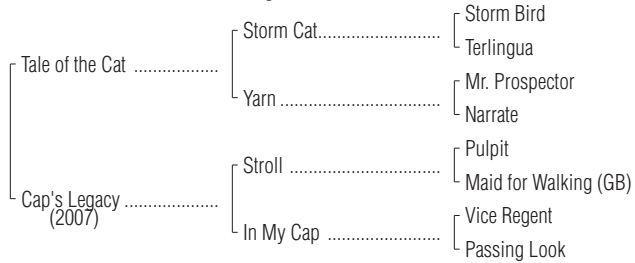 Storm Bird
Storm Cat........................
Terlingua
Tale of the Cat .................
Mr. Prospector
Yarn ................................
Narrate
Pulpit
Stroll ..............................
Maid for Walking (GB)
Cap's Legacy ...................
(2007)
Vice Regent
In My Cap .......................
Passing Look